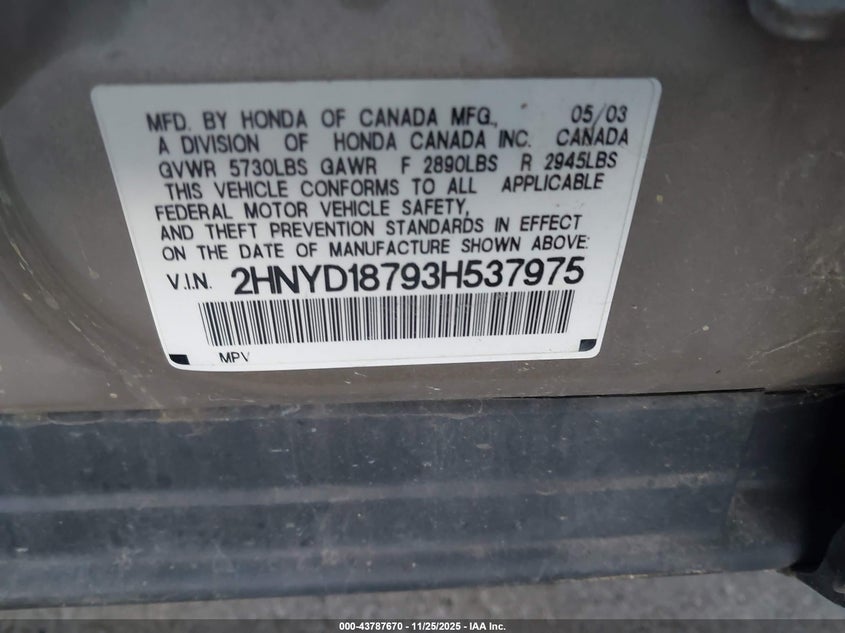 MFD. BY HONDA OF CANADA MFG., 05/03
A DIVISION OF HONDA CANADA INC. CANADA
GVWR 5730LBS GAWR F 2890LBS R 2945LBS
THIS VEHICLE CONFORMS TO ALL APPLICABLE
FEDERAL MOTOR VEHICLE SAFETY,
AND THEFT PREVENTION STANDARDS IN EFFECT
ON THE DATE OF MANUFACTURE SHOWN ABOVE:
V.I.N. 2HNYD18793H537975
MPV
000-43787670 - 11/25/2025 - IAA Inc.